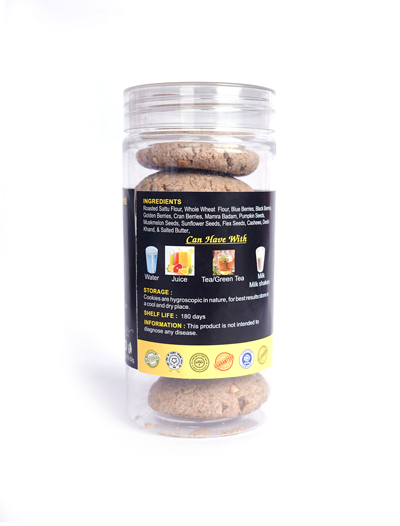 INGREDIENTS
Roasted Sattu Flour, Whole Wheat Flour, Blue Berries, Black Berries
Golden Berries, Cran Berries, Mamra Badam, Pumpkin Seeds,
Muskmelon Seeds, Sunflower Seeds, Flex Seeds, Cashews,
Khand, & Salted Butter,
Can Have With
Water Juice Tea/Green Tea Milk
Milk shakes
STORAGE :
Cookies are hygroscopic in nature, for best results store in
a cool and dry place.
SHELF LIFE : 180 days
INFORMATION : This product is not intended to
diagnose any disease.